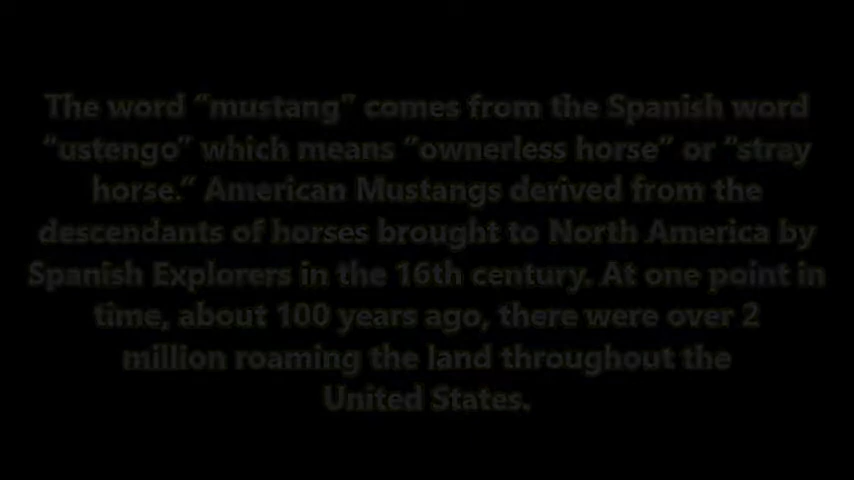 The word “mustang” comes from the Spanish word
“ustengo” which means “ownerless horse” or “stray
horse.” American Mustangs derived from the
descendants of horses brought to North America by
Spanish Explorers in the 16th century. At one point in
time, about 100 years ago, there were over 2
million roaming the land throughout the
United States.